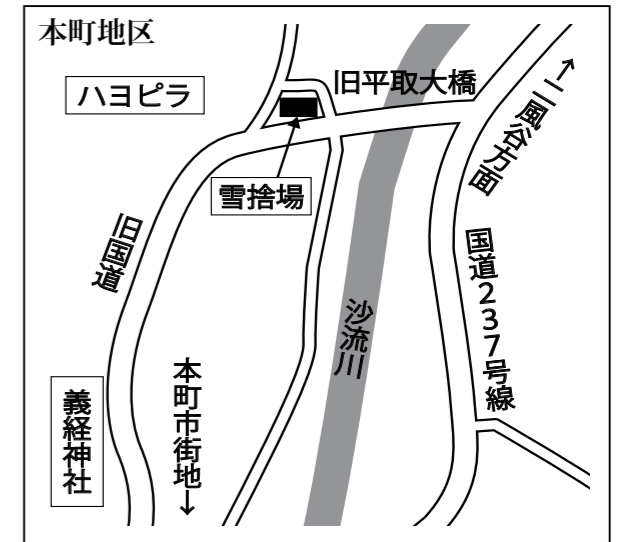 本町地区
ハヨピラ
旧平取大橋
↑二風谷方面
雪捨場
旧国道
国道237号線
沙流川
本町市街地↓
義経神社